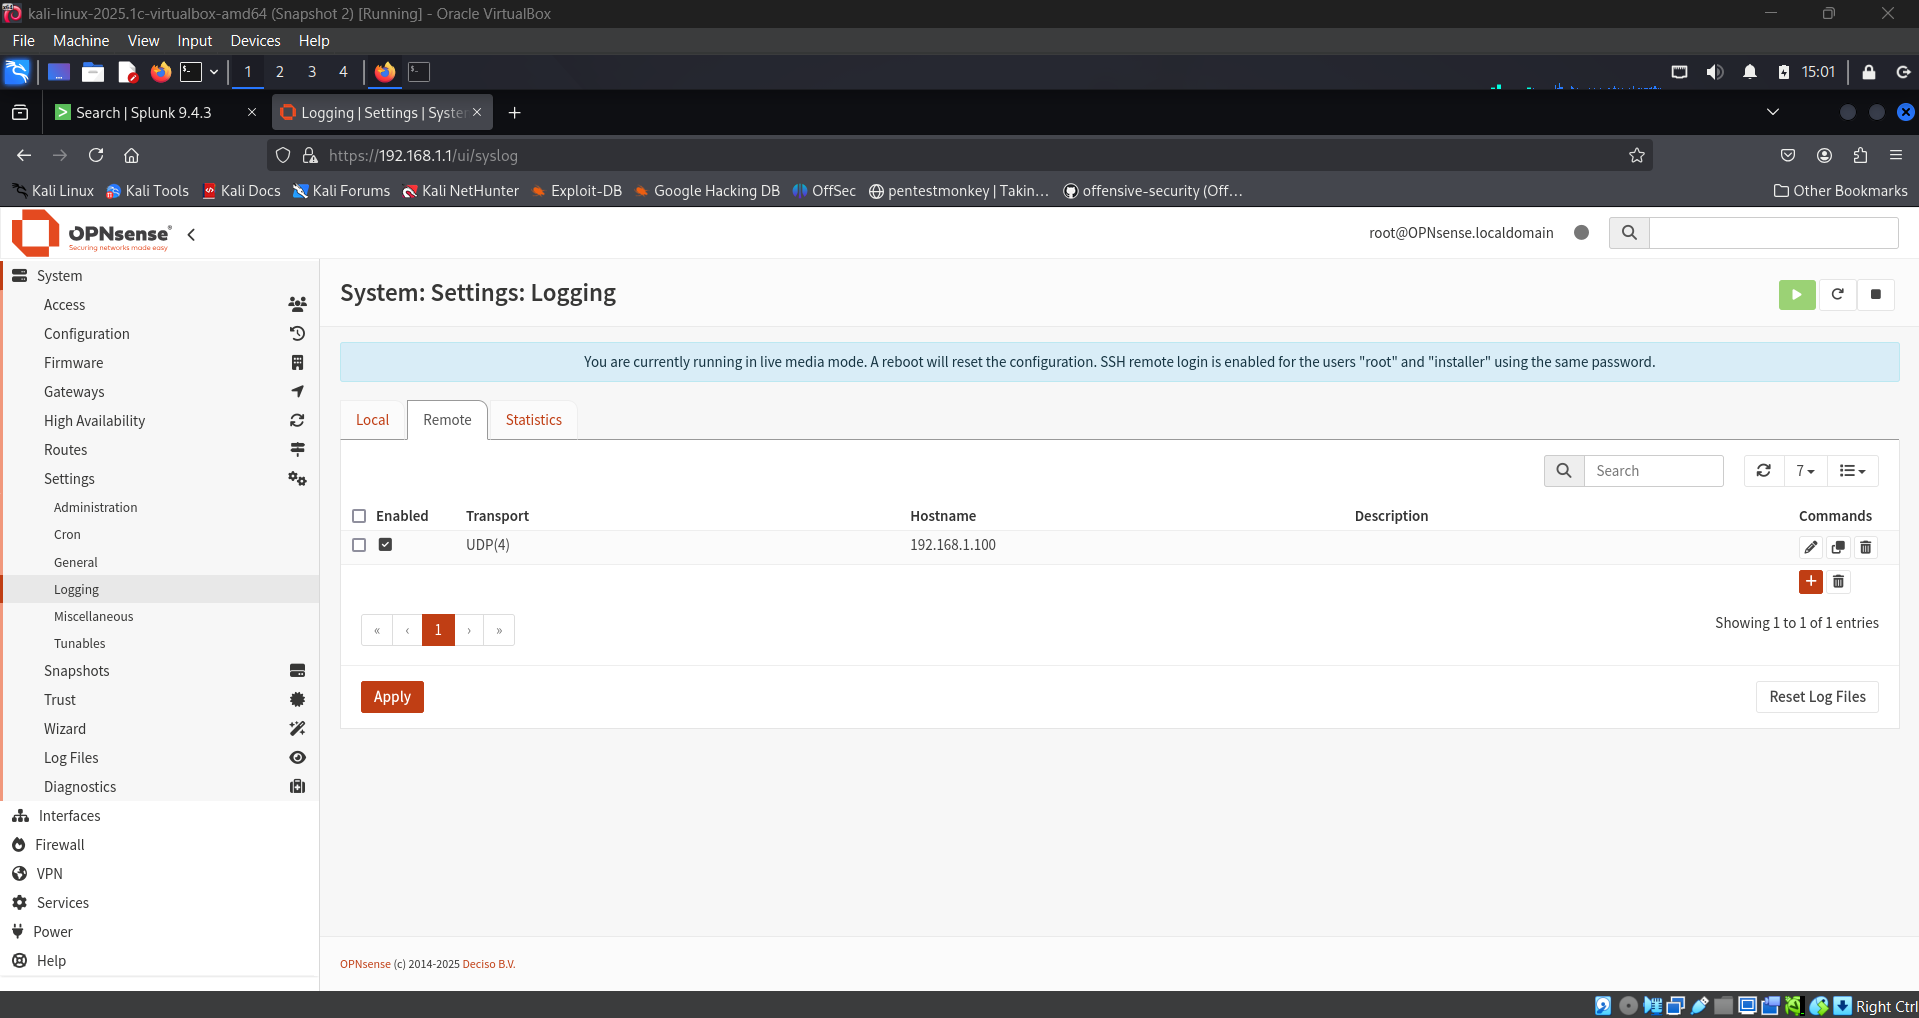 kali-linux-2025.1c-virtualbox-amd64 (Snapshot 2) [Running] - Oracle VirtualBox
File Machine View Input Devices Help
1 2 3 4 15:01
Search | Splunk 9.4.3 Logging | Settings | Syste
https://192.168.1.1/ui/syslog
Kali Linux Kali Tools Kali Docs Kali Forums Kali NetHunter Exploit-DB Google Hacking DB OffSec pentestmonkey | Takin… offensive-security (Off… Other Bookmarks
OPNsense®
Securing networks made easy
root@OPNsense.localdomain
System
Access
Configuration
Firmware
Gateways
High Availability
Routes
Settings
Administration
Cron
General
Logging
Miscellaneous
Tunables
Snapshots
Trust
Wizard
Log Files
Diagnostics
Interfaces
Firewall
VPN
Services
Power
Help
System: Settings: Logging
You are currently running in live media mode. A reboot will reset the configuration. SSH remote login is enabled for the users "root" and "installer" using the same password.
Local Remote Statistics
Search 7
Enabled Transport Hostname Description Commands
UDP(4) 192.168.1.100
« ‹ 1 › »
Showing 1 to 1 of 1 entries
Apply Reset Log Files
OPNsense (c) 2014-2025 Deciso B.V.
Right Ctrl